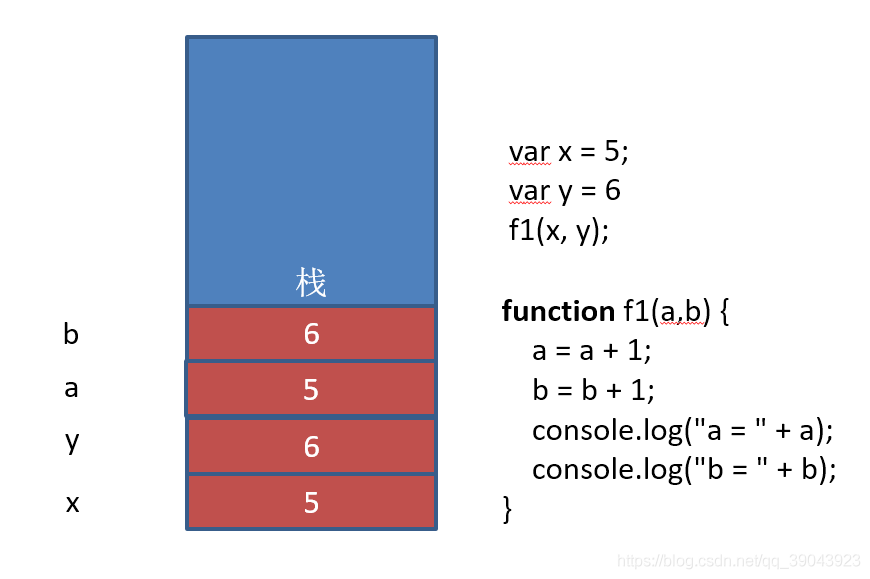 栈
b 6
a 5
y 6
x 5
var x = 5;
var y = 6
f1(x, y);
function f1(a,b) {
a = a + 1;
b = b + 1;
console.log("a = " + a);
console.log("b = " + b);
}
https://blog.csdn.net/qq_39043923